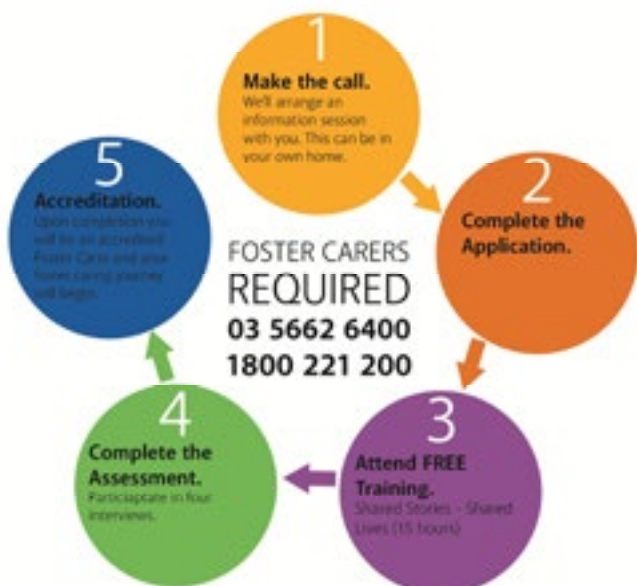 1
Make the call.
We'll arrange an
information session
with you. This can be in
your own home.
2
Complete the
Application.
3
Attend FREE
Training.
Shared Stories - Shared
Lives (15 hours)
4
Complete the
Assessment.
Particiaptate in four
interviews.
5
Accreditation.
Upon completion you
will be an accredited
Foster Carer and your
foster caring journey
will begin.
FOSTER CARERS
REQUIRED
03 5662 6400
1800 221 200